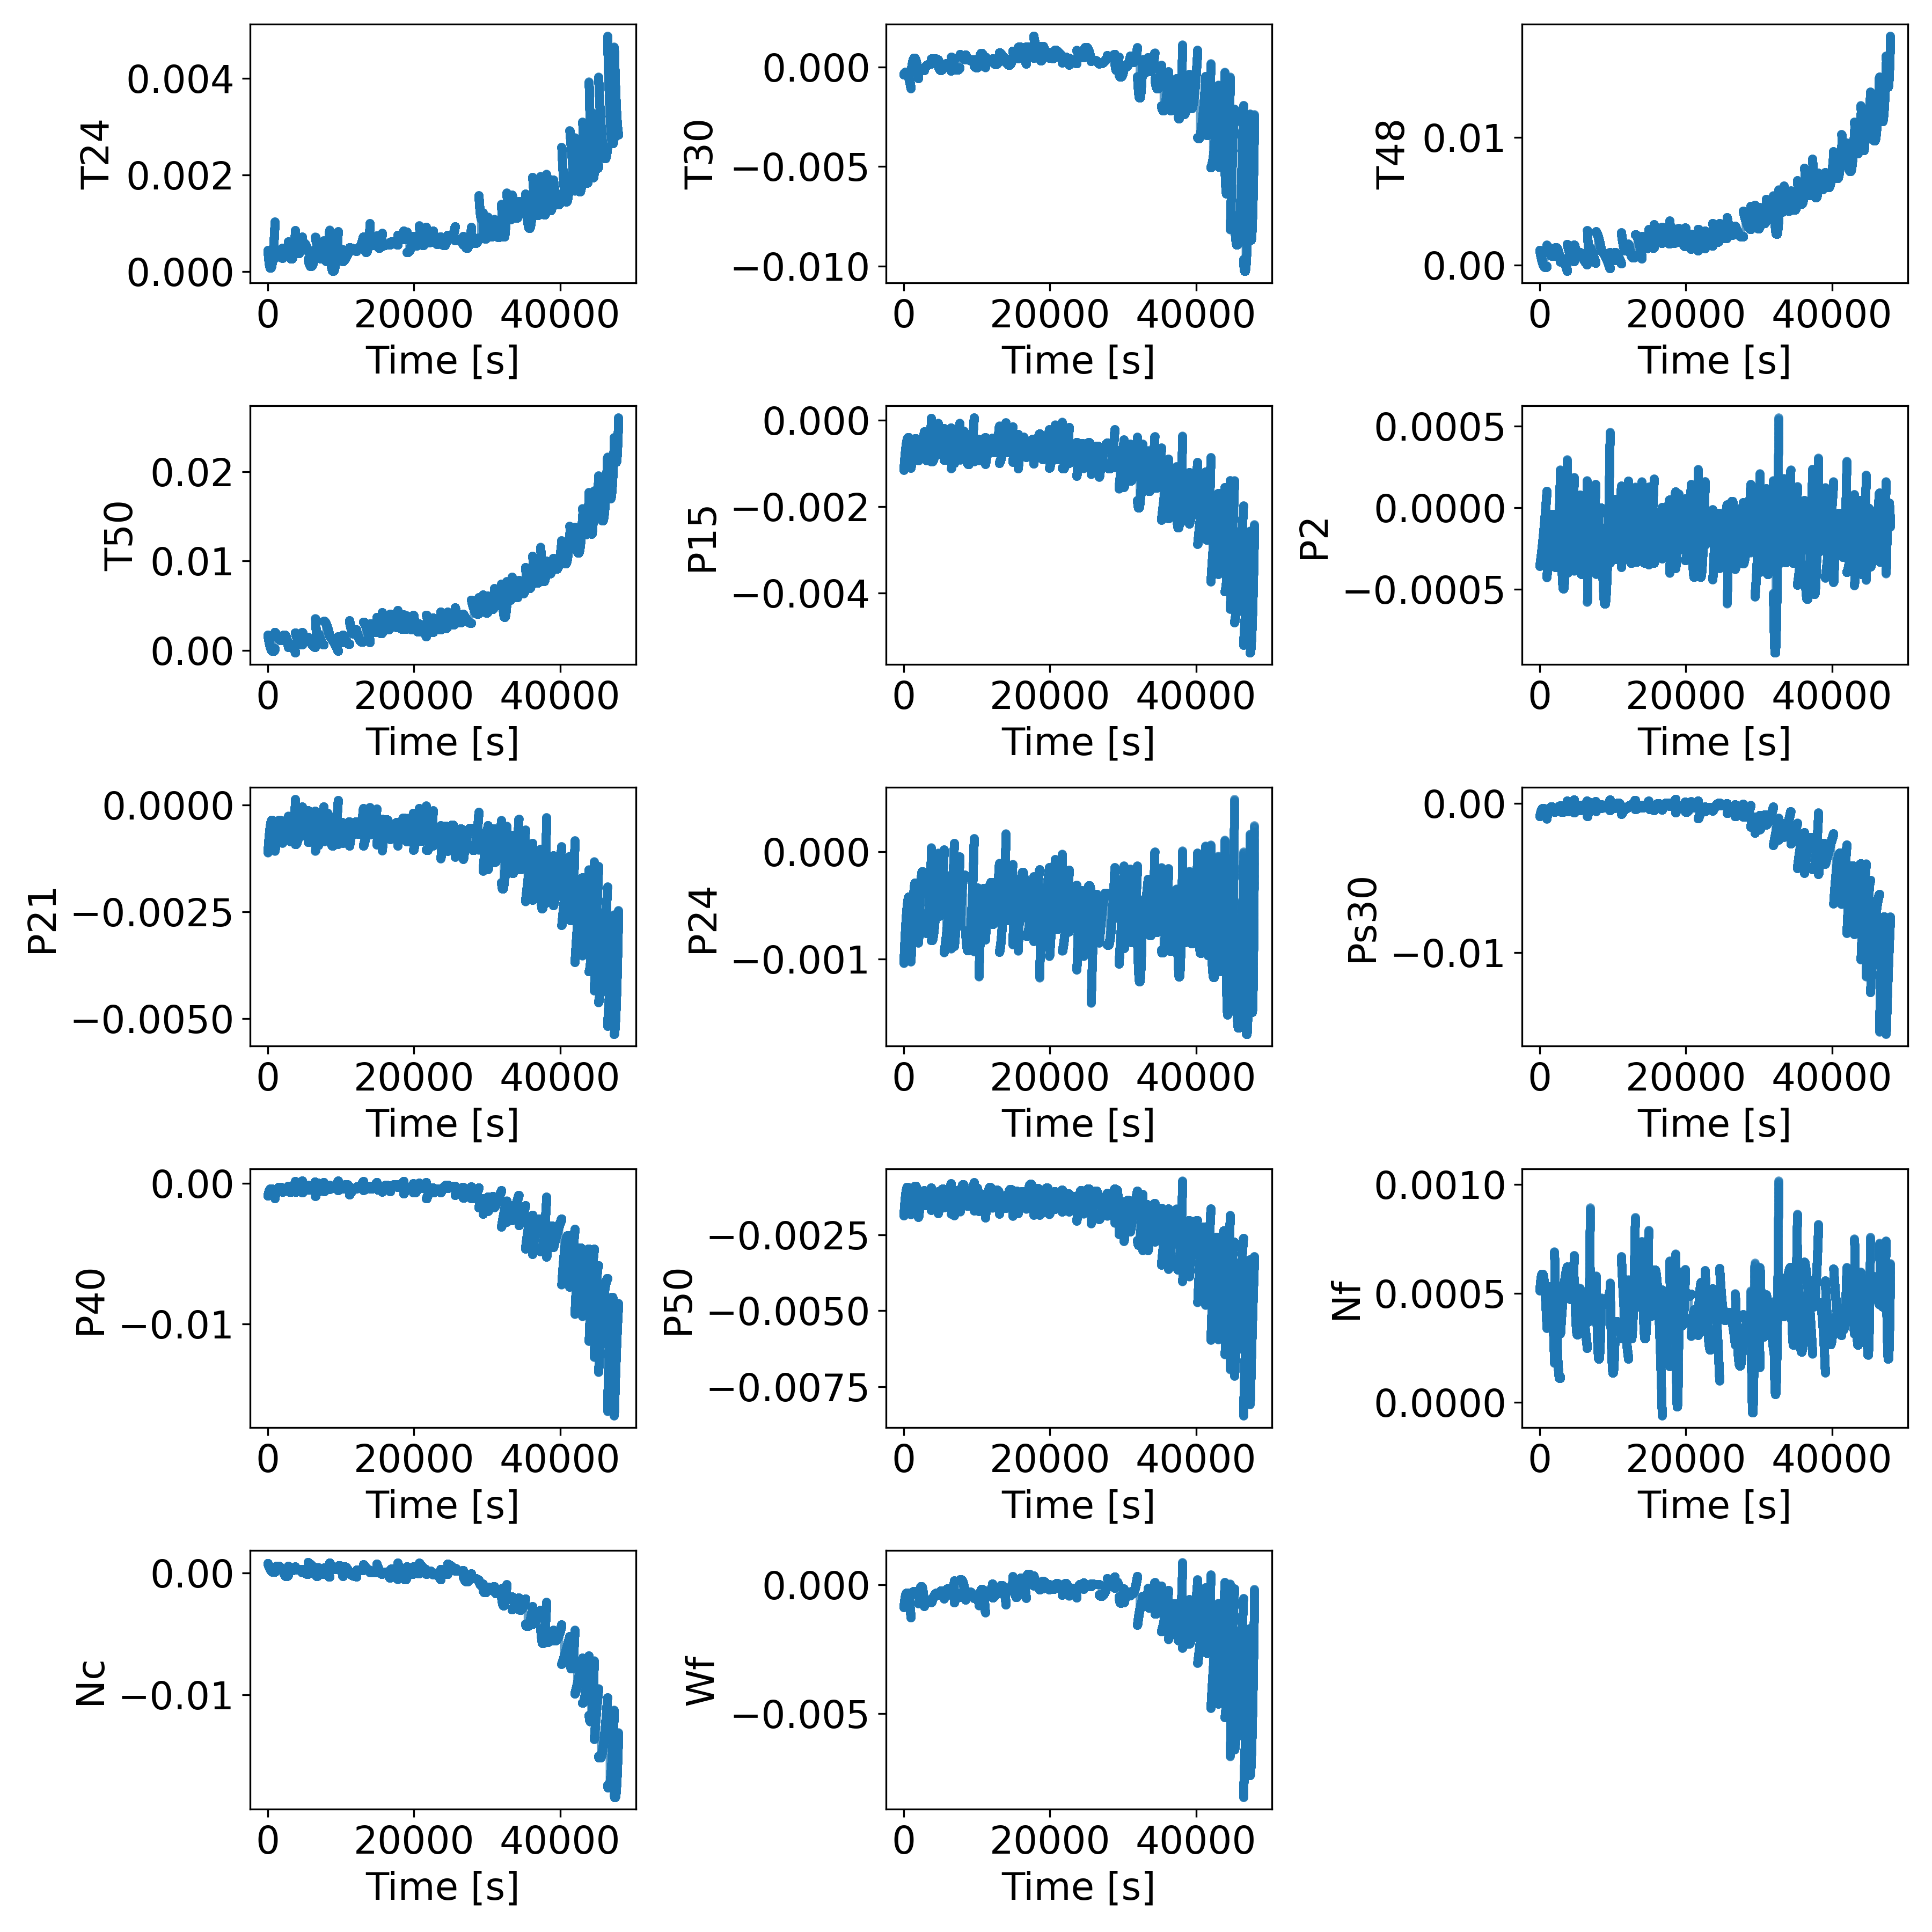 T24
0.004
0.002
0.000
0 20000 40000
Time [s]
T30
0.000
−0.005
−0.010
0 20000 40000
Time [s]
T48
0.01
0.00
0 20000 40000
Time [s]
T50
0.02
0.01
0.00
0 20000 40000
Time [s]
P15
0.000
−0.002
−0.004
0 20000 40000
Time [s]
P2
0.0005
0.0000
−0.0005
0 20000 40000
Time [s]
P21
0.0000
−0.0025
−0.0050
0 20000 40000
Time [s]
P24
0.000
−0.001
0 20000 40000
Time [s]
Ps30
0.00
−0.01
0 20000 40000
Time [s]
P40
0.00
−0.01
0 20000 40000
Time [s]
P50
−0.0025
−0.0050
−0.0075
0 20000 40000
Time [s]
Nf
0.0010
0.0005
0.0000
0 20000 40000
Time [s]
Nc
0.00
−0.01
0 20000 40000
Time [s]
Wf
0.000
−0.005
0 20000 40000
Time [s]